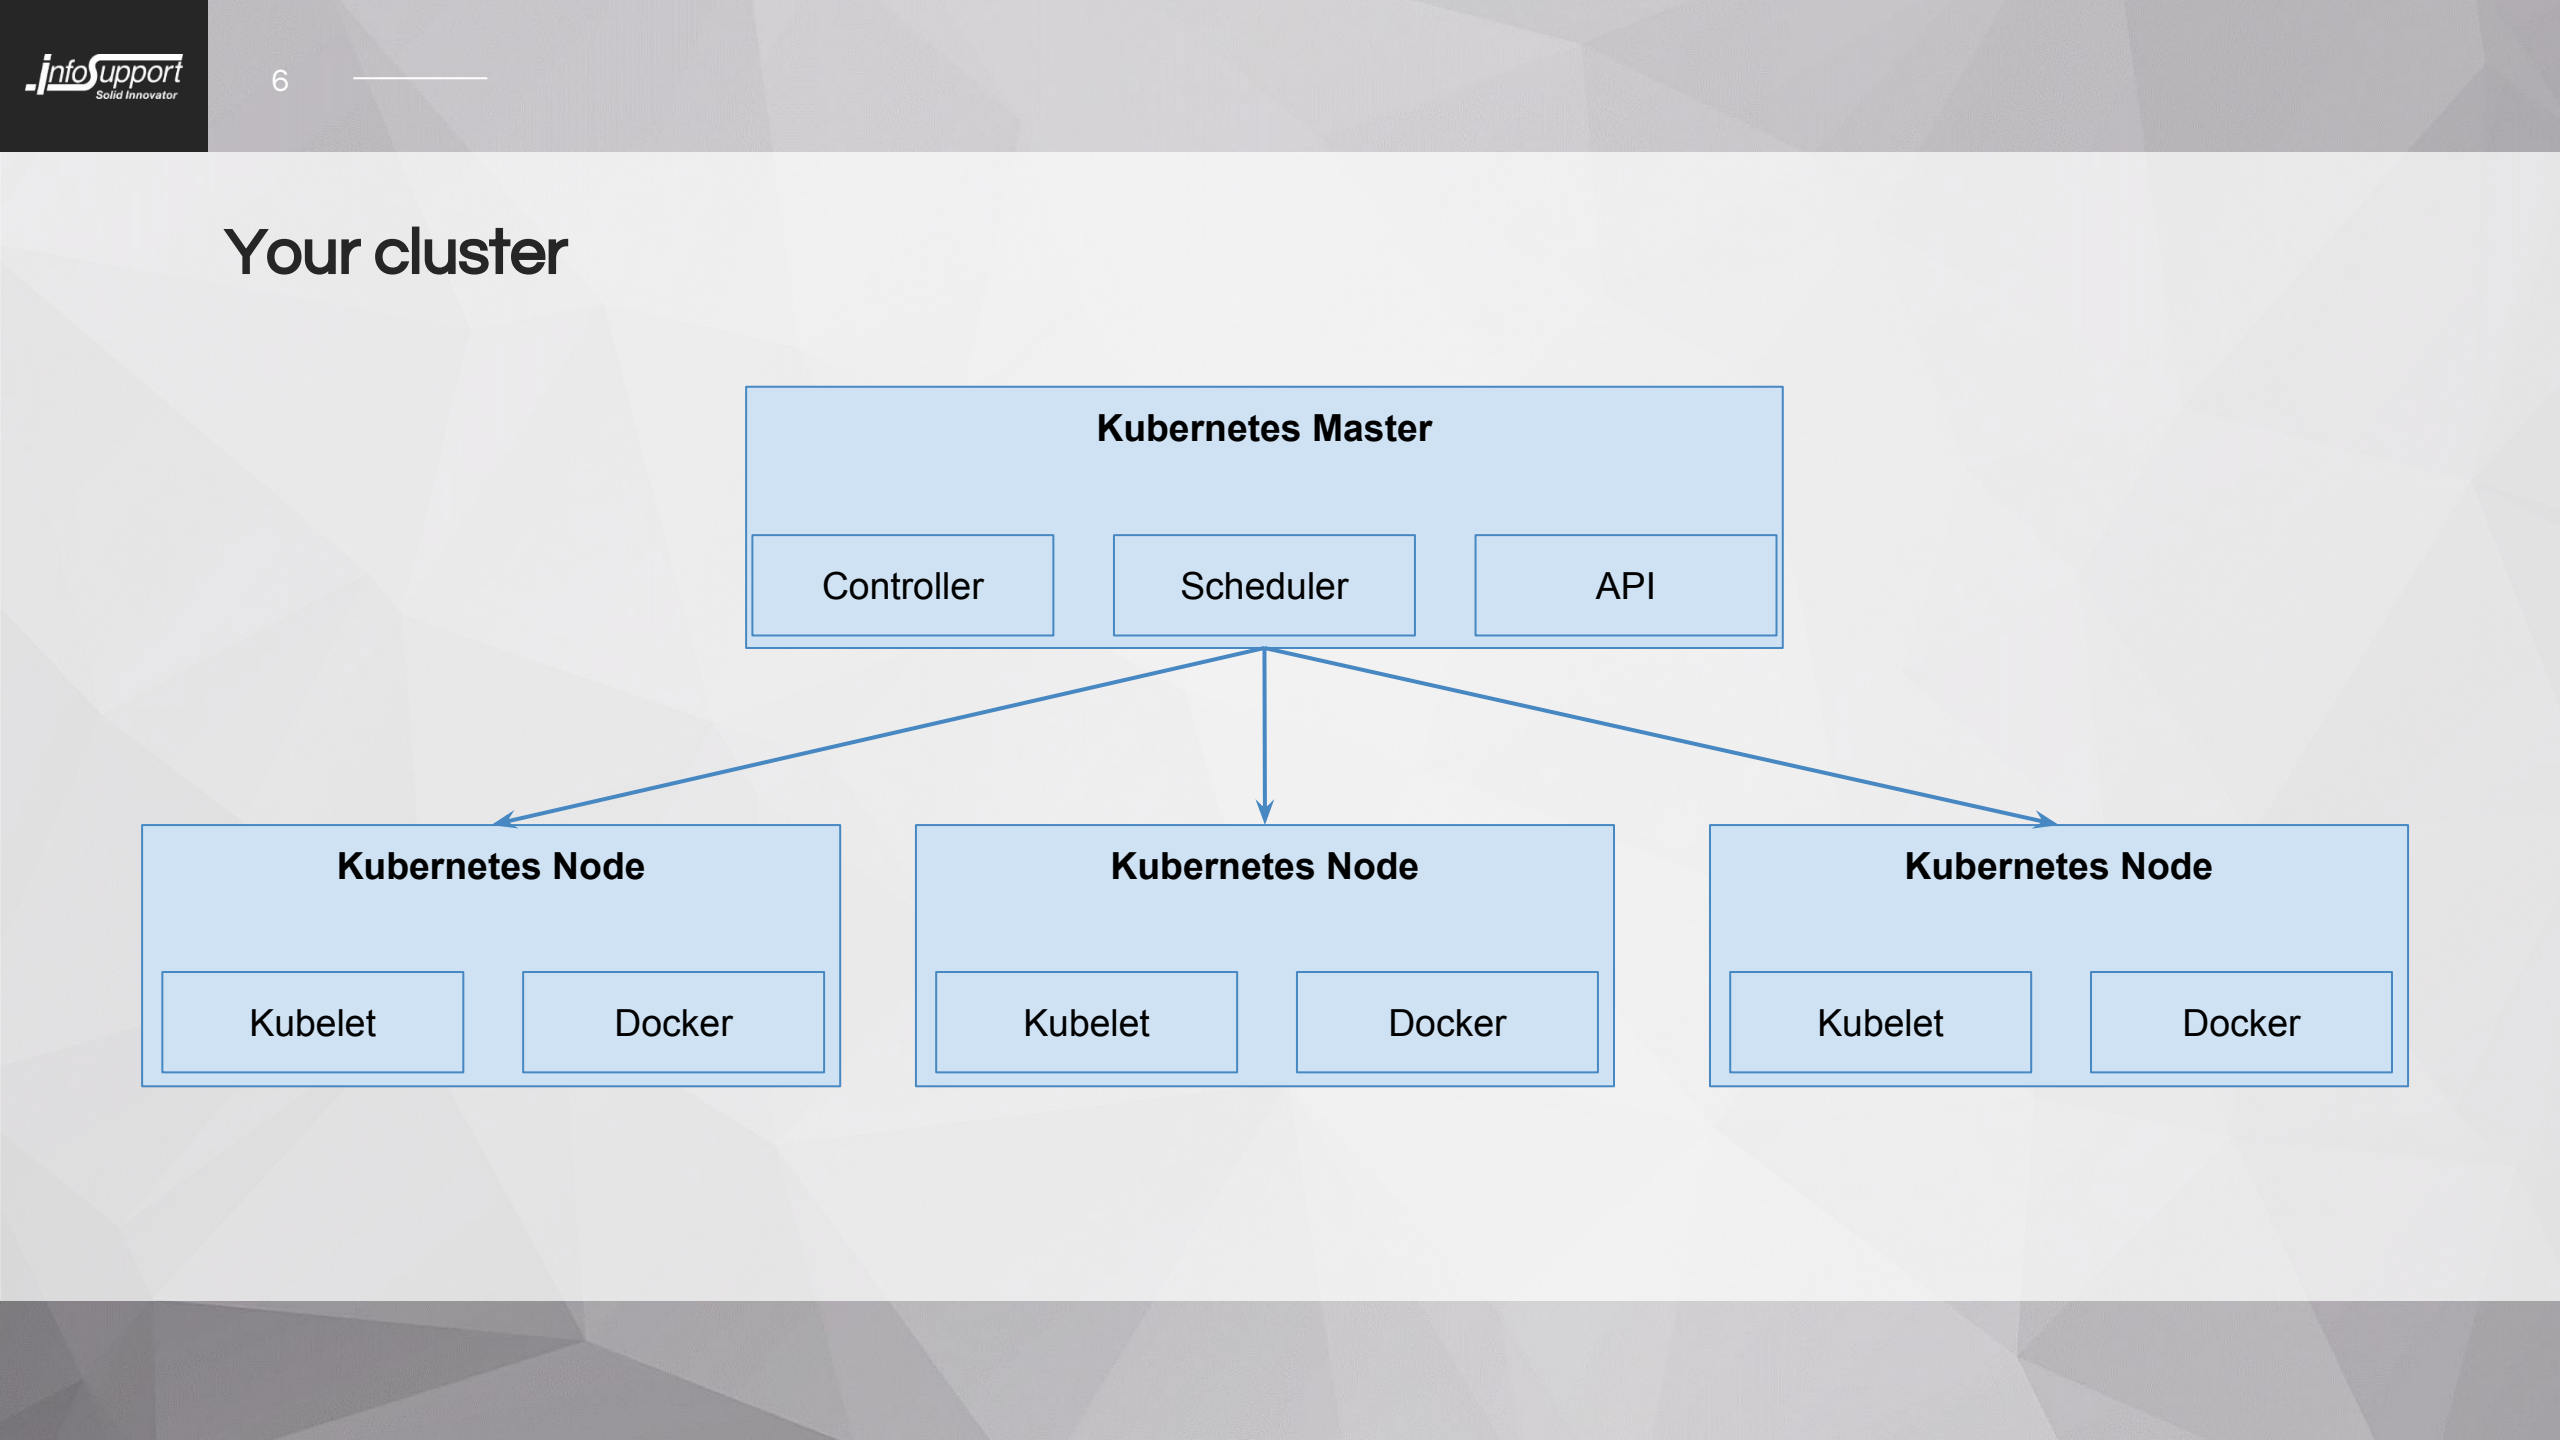 infoSupport
Solid Innovator
6
Your cluster
Kubernetes Master
Controller
Scheduler
API
Kubernetes Node
Kubelet
Docker
Kubernetes Node
Kubelet
Docker
Kubernetes Node
Kubelet
Docker